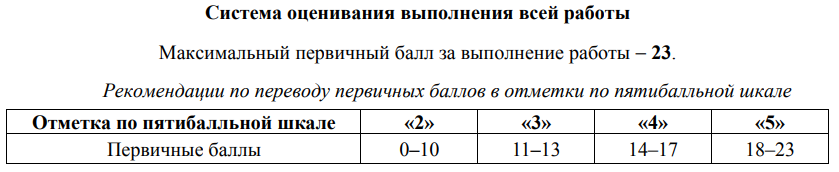 Система оценивания выполнения всей работы
Максимальный первичный балл за выполнение работы – 23.
Рекомендации по переводу первичных баллов в отметки по пятибалльной шкале
Отметка по пятибалльной шкале «2» «3» «4» «5»
Первичные баллы 0–10 11–13 14–17 18–23